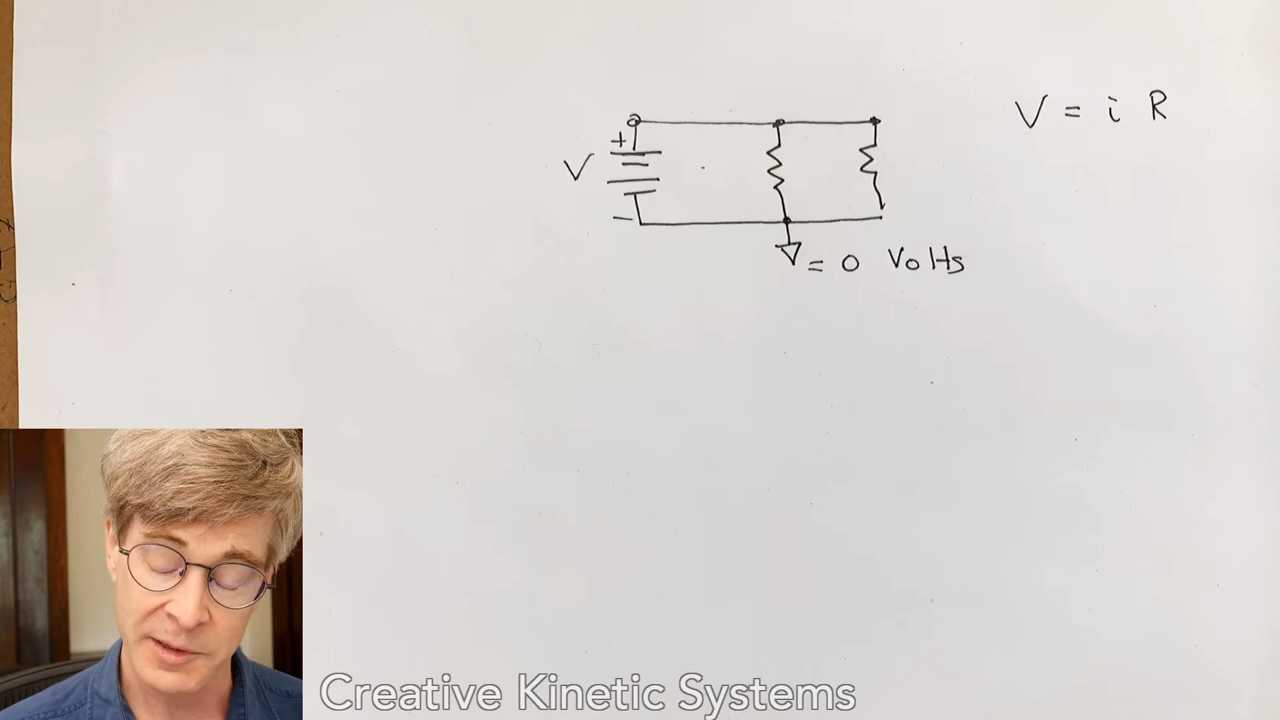 V = i R
+
V
−
= 0 Volts
Creative Kinetic Systems